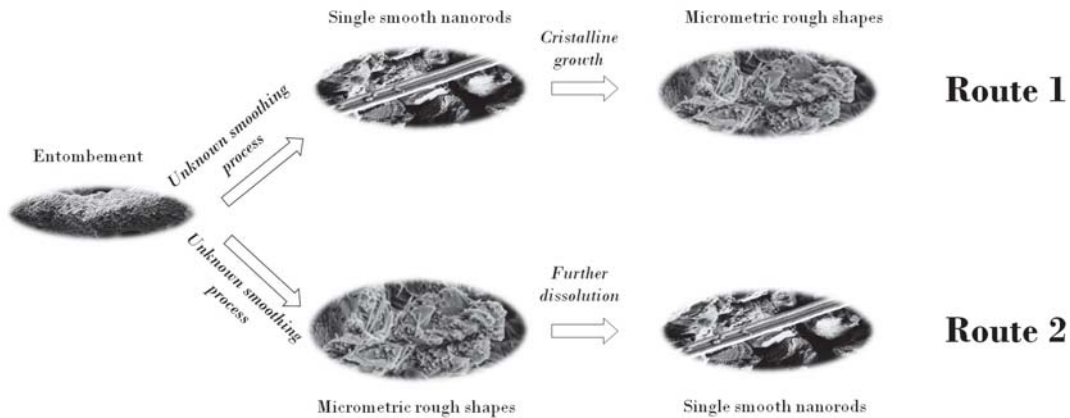 Single smooth nanorods
Cristalline
growth
Micrometric rough shapes
Route 1
Unknown smoothing
process
Entombement
Unknown smoothing
process
Further
dissolution
Route 2
Micrometric rough shapes
Single smooth nanorods